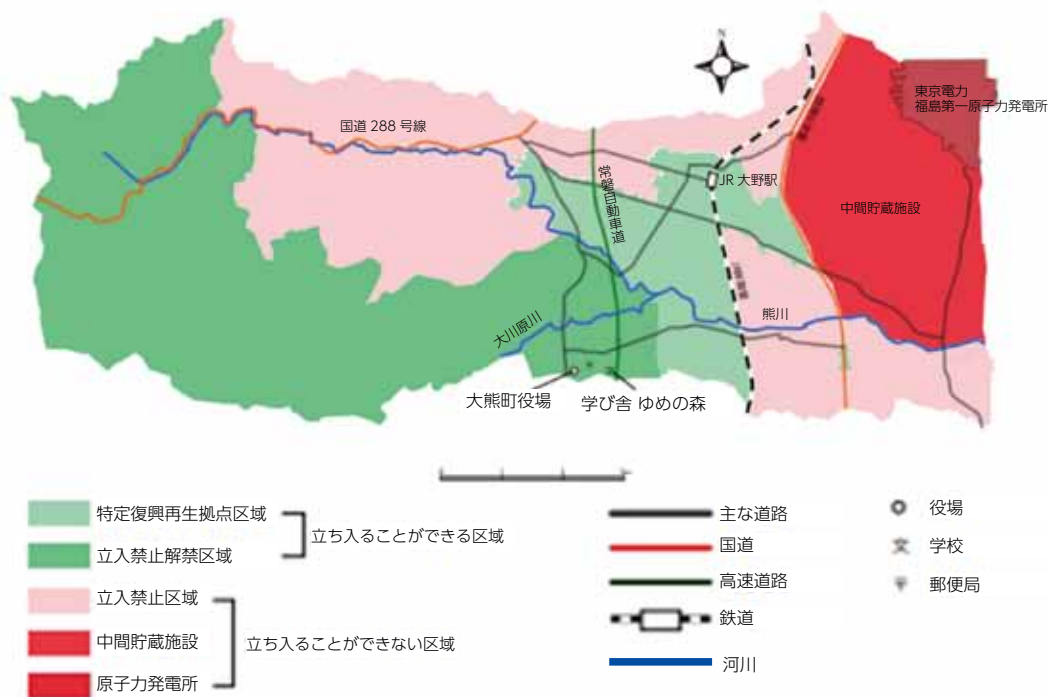 N
東京電力
福島第一原子力発電所
国道 288 号線
JR 大野駅
常磐自動車道
中間貯蔵施設
熊川
大川原川
大熊町役場
学び舎 ゆめの森
特定復興再生拠点区域
立入禁止解禁区域
立ち入ることができる区域
立入禁止区域
中間貯蔵施設
原子力発電所
立ち入ることができない区域
主な道路
国道
高速道路
鉄道
河川
役場
学校
郵便局